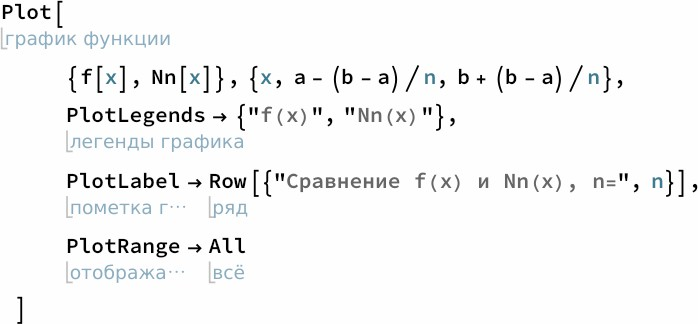 Plot[
график функции
{f[x], Nn[x]}, {x, a - (b - a) / n, b + (b - a) / n},
PlotLegends → {"f(x)", "Nn(x)"},
легенды графика
PlotLabel → Row[{"Сравнение f(x) и Nn(x), n=", n}],
пометка г⋯ ряд
PlotRange → All
отобража⋯ всё
]